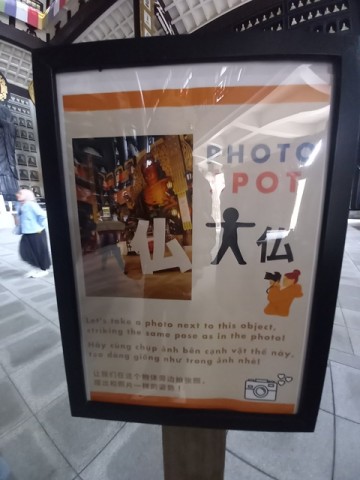 PHOTO
POT
大仏
仏
Let's take a photo next to this object,
striking the same pose as in the photo!
Hãy cùng chụp ảnh bên cạnh vật thể này,
tạo dáng giống như trong ảnh nhé!
让我们在这个物体旁边拍张照，
摆出和照片一样的姿势！